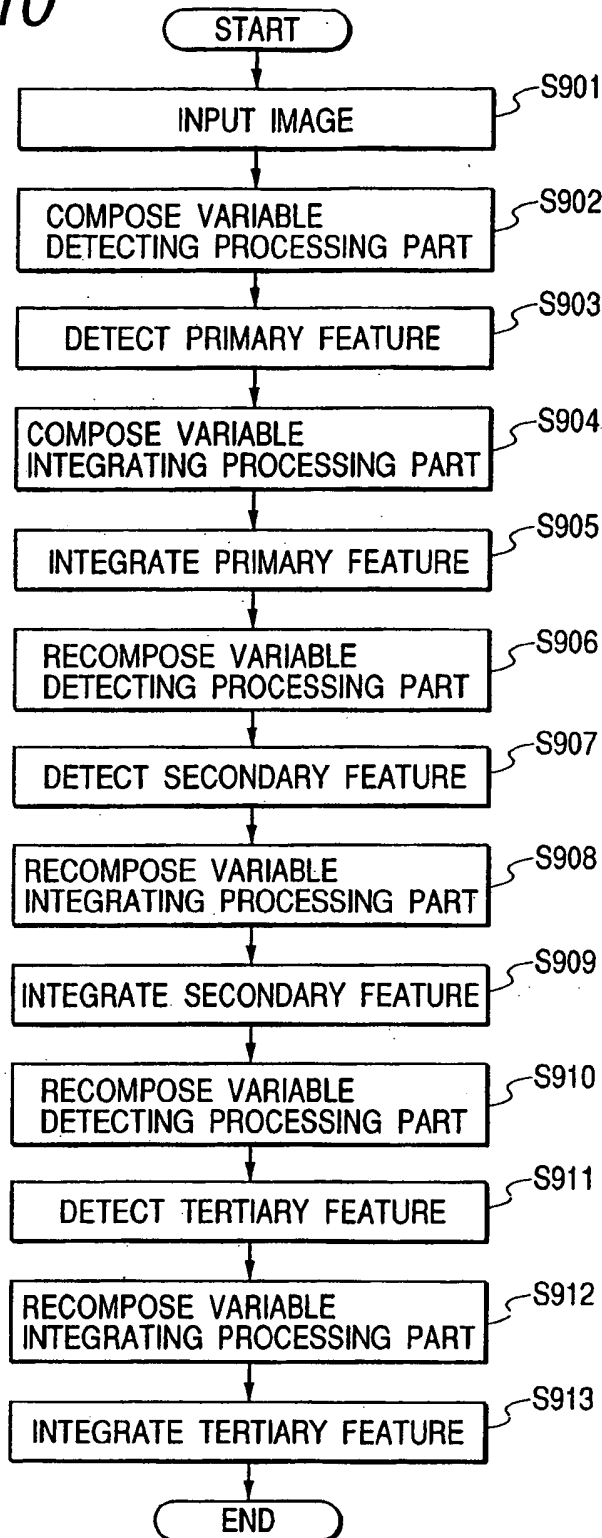 10
START
INPUT IMAGE
S901
COMPOSE VARIABLE
DETECTING PROCESSING PART
S902
DETECT PRIMARY FEATURE
S903
COMPOSE VARIABLE
INTEGRATING PROCESSING PART
S904
INTEGRATE PRIMARY FEATURE
S905
RECOMPOSE VARIABLE
DETECTING PROCESSING PART
S906
DETECT SECONDARY FEATURE
S907
RECOMPOSE VARIABLE
INTEGRATING PROCESSING PART
S908
INTEGRATE SECONDARY FEATURE
S909
RECOMPOSE VARIABLE
DETECTING PROCESSING PART
S910
DETECT TERTIARY FEATURE
S911
RECOMPOSE VARIABLE
INTEGRATING PROCESSING PART
S912
INTEGRATE TERTIARY FEATURE
S913
END